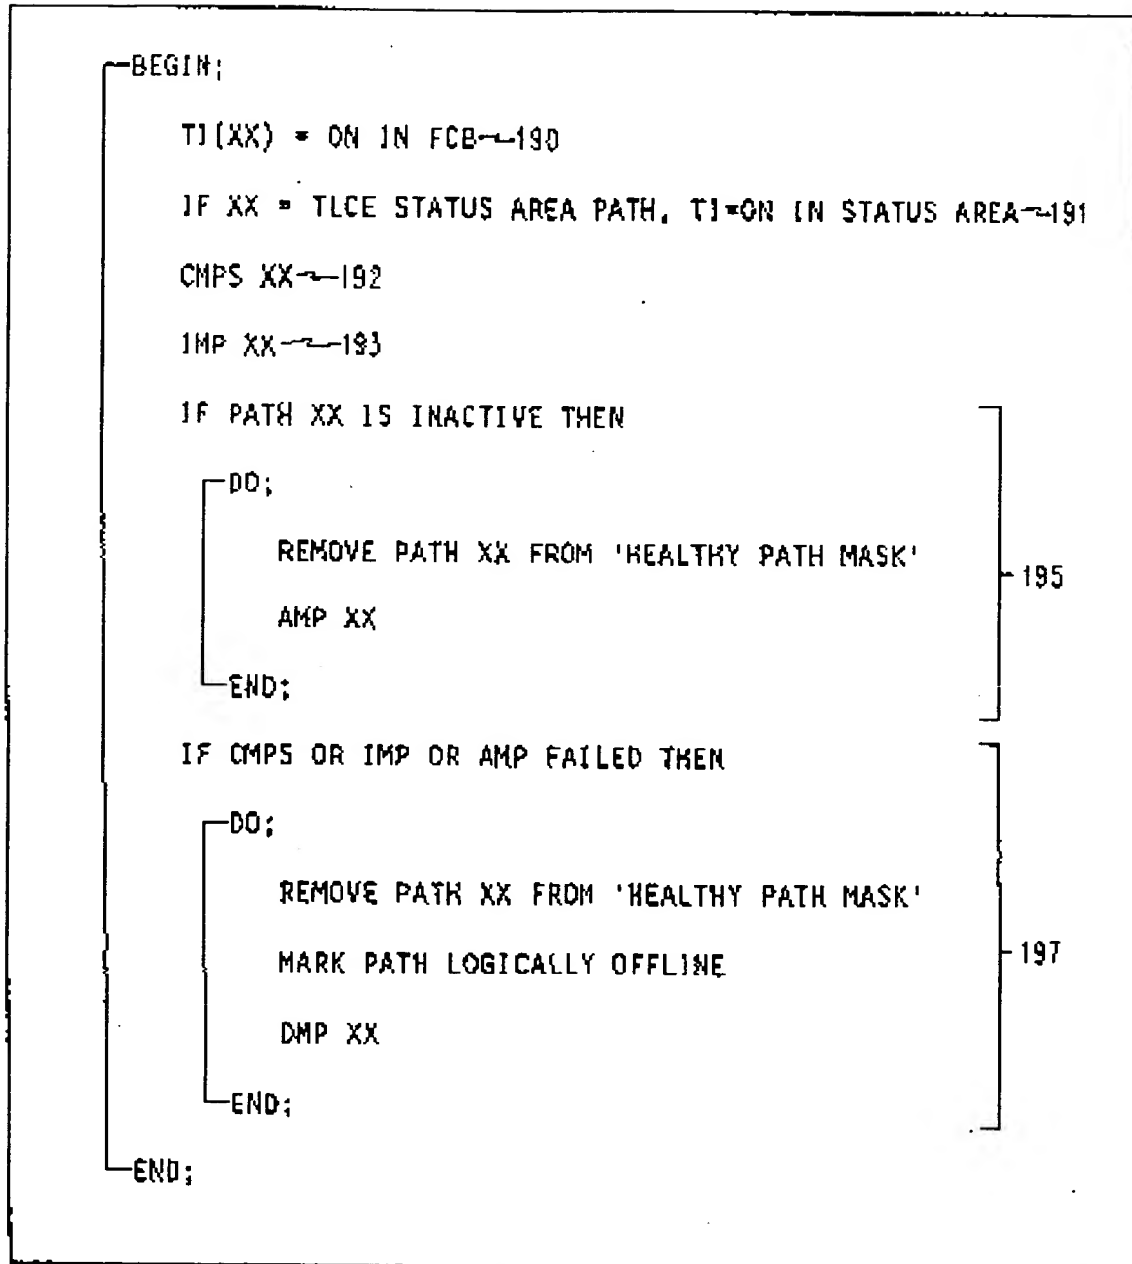 BEGIN;
TI(XX) = ON IN FCB~190
IF XX = TLCE STATUS AREA PATH, TI=ON IN STATUS AREA~191
CMPS XX~192
IMP XX~193
IF PATH XX IS INACTIVE THEN
DO;
REMOVE PATH XX FROM 'HEALTHY PATH MASK'
195
AMP XX
END;
IF CMPS OR IMP OR AMP FAILED THEN
DO;
REMOVE PATH XX FROM 'HEALTHY PATH MASK'
MARK PATH LOGICALLY OFFLINE
197
DMP XX
END;
END;